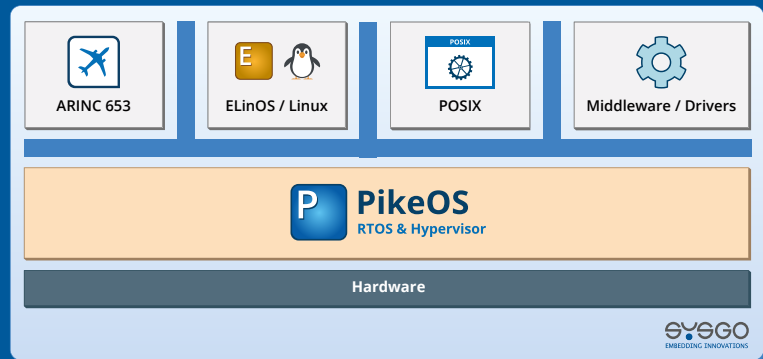 E
POSIX
ARINC 653
ELinOS / Linux
POSIX
Middleware / Drivers
P
PikeOS
RTOS & Hypervisor
Hardware
SYSGO
EMBEDDING INNOVATIONS